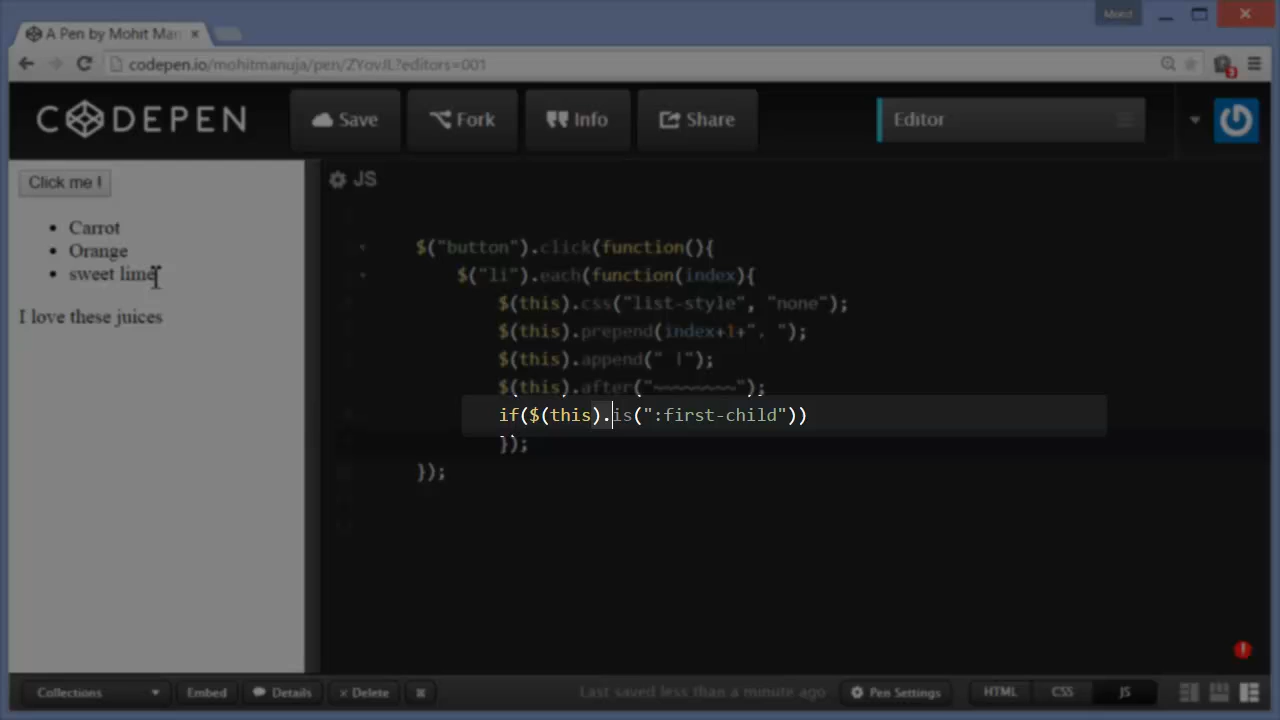 Mohit
A Pen by Mohit Man
codepen.io/mohitmanuja/pen/ZYovJL?editors=001
3
CODEPEN
Save
Fork
Info
Share
Editor
Click me !
JS
• Carrot
• Orange
• sweet lime
I love these juices
$("button").click(function(){
$("li").each(function(index){
$(this).css("list-style", "none");
$(this).prepend(index+1+". ");
$(this).append(" |");
$(this).after("~~~~~~~~");
if($(this).is(":first-child"))
});
});
Collections
Embed
Details
× Delete
Last saved less than a minute ago
Pen Settings
HTML
CSS
JS